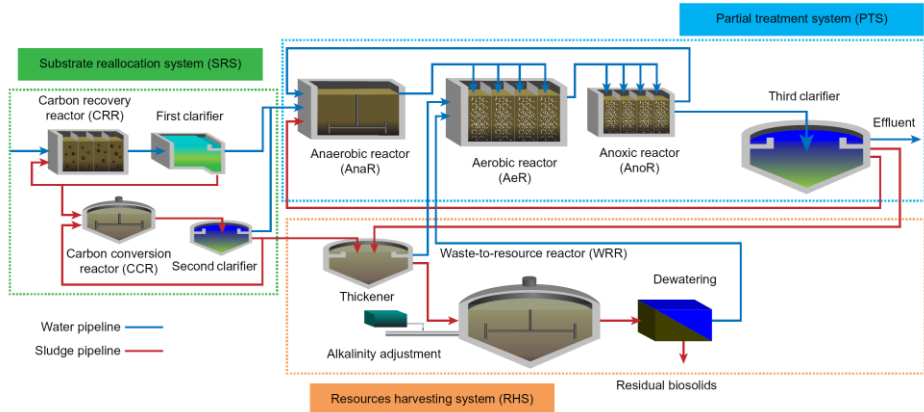 Partial treatment system (PTS)
Substrate reallocation system (SRS)
Carbon recovery
reactor (CRR)
First clarifier
Third clarifier
Effluent
Anaerobic reactor
(AnaR)
Aerobic reactor
(AeR)
Anoxic reactor
(AnoR)
Carbon conversion
reactor (CCR)
Second clarifier
Waste-to-resource reactor (WRR)
Thickener
Dewatering
Water pipeline
Sludge pipeline
Alkalinity adjustment
Residual biosolids
Resources harvesting system (RHS)